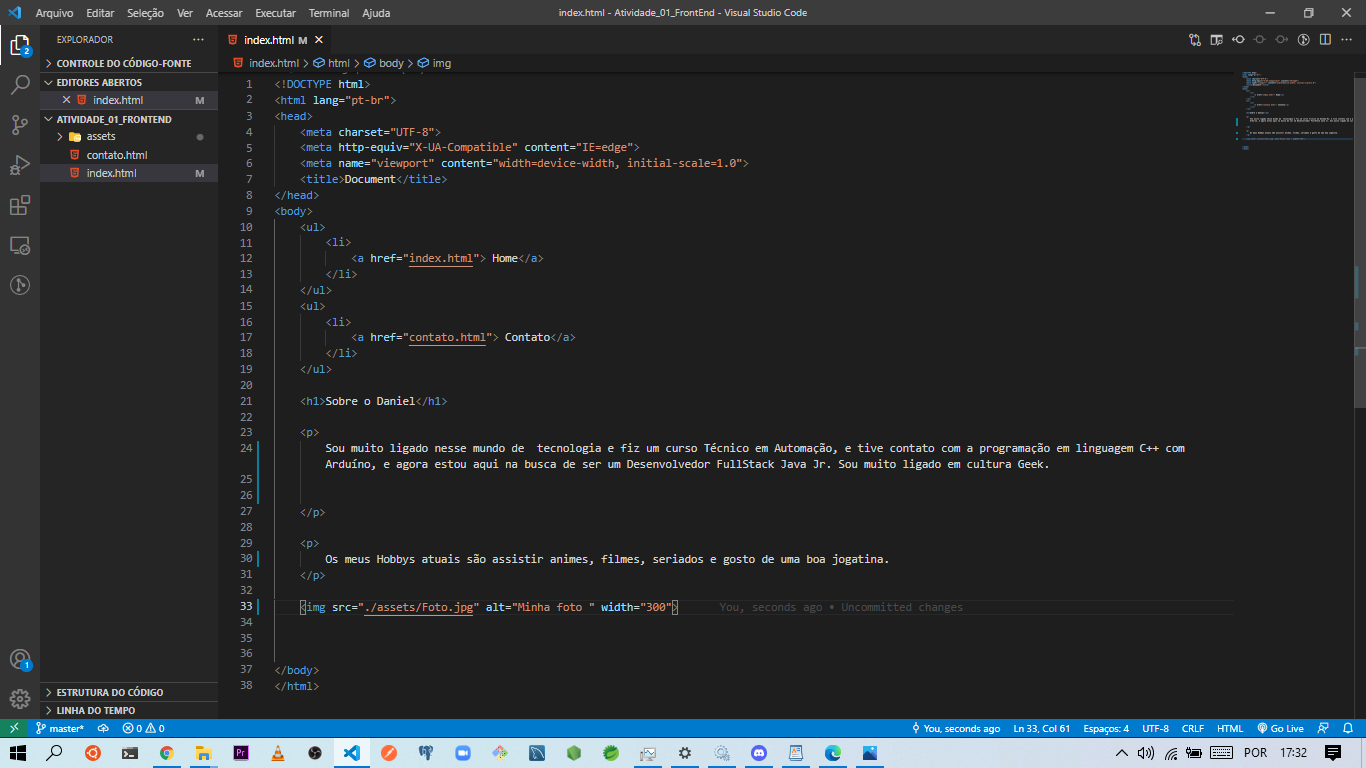 Arquivo Editar Seleção Ver Acessar Executar Terminal Ajuda
index.html - Atividade_01_FrontEnd - Visual Studio Code
EXPLORADOR
index.html M
2
CONTROLE DO CÓDIGO-FONTE
index.html > html > body > img
EDITORES ABERTOS
index.html M
ATIVIDADE_01_FRONTEND
assets
contato.html
index.html M
1 <!DOCTYPE html>
2 <html lang="pt-br">
3 <head>
4 <meta charset="UTF-8">
5 <meta http-equiv="X-UA-Compatible" content="IE=edge">
6 <meta name="viewport" content="width=device-width, initial-scale=1.0">
7 <title>Document</title>
8 </head>
9 <body>
10 <ul>
11 <li>
12 <a href="index.html"> Home</a>
13 </li>
14 </ul>
15 <ul>
16 <li>
17 <a href="contato.html"> Contato</a>
18 </li>
19 </ul>
20
21 <h1>Sobre o Daniel</h1>
22
23 <p>
24 Sou muito ligado nesse mundo de  tecnologia e fiz um curso Técnico em Automação, e tive contato com a programação em linguagem C++ com
Arduíno, e agora estou aqui na busca de ser um Desenvolvedor FullStack Java Jr. Sou muito ligado em cultura Geek.
25
26
27 </p>
28
29 <p>
30 Os meus Hobbys atuais são assistir animes, filmes, seriados e gosto de uma boa jogatina.
31 </p>
32
33 <img src="./assets/Foto.jpg" alt="Minha foto " width="300"> You, seconds ago • Uncommitted changes
34
35
36
37 </body>
38 </html>
1
ESTRUTURA DO CÓDIGO
LINHA DO TEMPO
master* 0 0 You, seconds ago Ln 33, Col 61 Espaços: 4 UTF-8 CRLF HTML Go Live
Pr POR 17:32